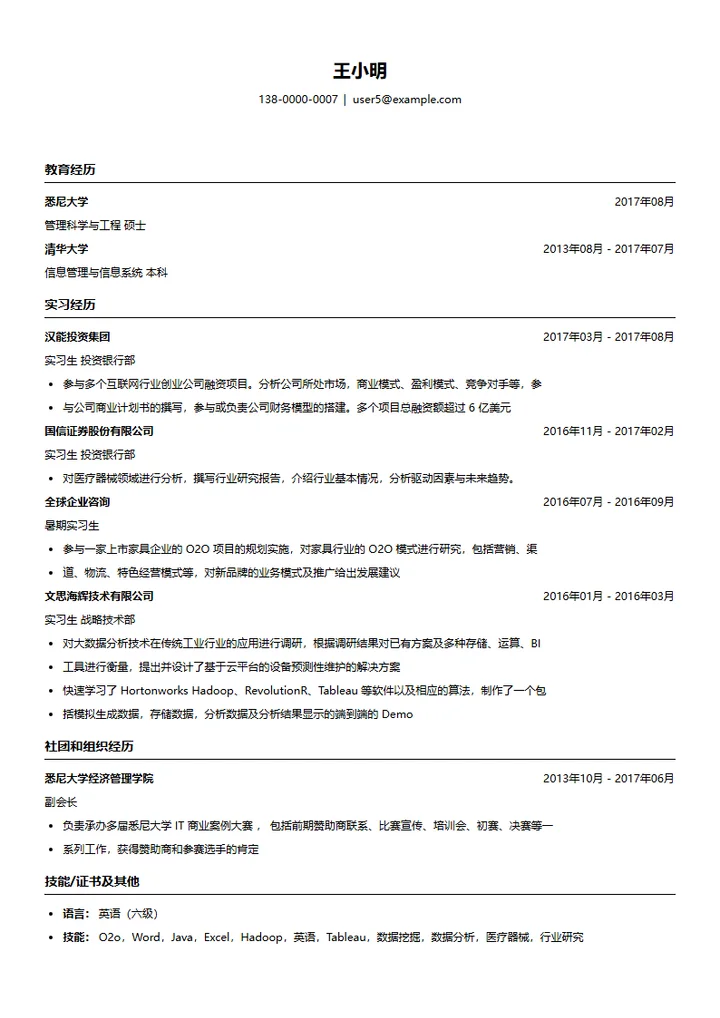 王小明
138-0000-0007 | user5@example.com
教育经历
悉尼大学 2017年08月
管理科学与工程 硕士
清华大学 2013年08月 - 2017年07月
信息管理与信息系统 本科
实习经历
汉能投资集团 2017年03月 - 2017年08月
实习生 投资银行部
• 参与多个互联网行业创业公司融资项目。分析公司所处市场，商业模式、盈利模式、竞争对手等，参
• 与公司商业计划书的撰写，参与或负责公司财务模型的搭建。多个项目总融资额超过 6 亿美元
国信证券股份有限公司 2016年11月 - 2017年02月
实习生 投资银行部
• 对医疗器械领域进行分析，撰写行业研究报告，介绍行业基本情况，分析驱动因素与未来趋势。
全球企业咨询 2016年07月 - 2016年09月
暑期实习生
• 参与一家上市家具企业的 O2O 项目的规划实施，对家具行业的 O2O 模式进行研究，包括营销、渠
• 道、物流、特色经营模式等，对新品牌的业务模式及推广给出发展建议
文思海辉技术有限公司 2016年01月 - 2016年03月
实习生 战略技术部
• 对大数据分析技术在传统工业行业的应用进行调研，根据调研结果对已有方案及多种存储、运算、BI
• 工具进行衡量，提出并设计了基于云平台的设备预测性维护的解决方案
• 快速学习了 Hortonworks Hadoop、RevolutionR、Tableau 等软件以及相应的算法，制作了一个包
• 括模拟生成数据，存储数据，分析数据及分析结果显示的端到端的 Demo
社团和组织经历
悉尼大学经济管理学院 2013年10月 - 2017年06月
副会长
• 负责承办多届悉尼大学 IT 商业案例大赛 ， 包括前期赞助商联系、比赛宣传、培训会、初赛、决赛等一
• 系列工作，获得赞助商和参赛选手的肯定
技能/证书及其他
• 语言： 英语（六级）
• 技能： O2o，Word，Java，Excel，Hadoop，英语，Tableau，数据挖掘，数据分析，医疗器械，行业研究